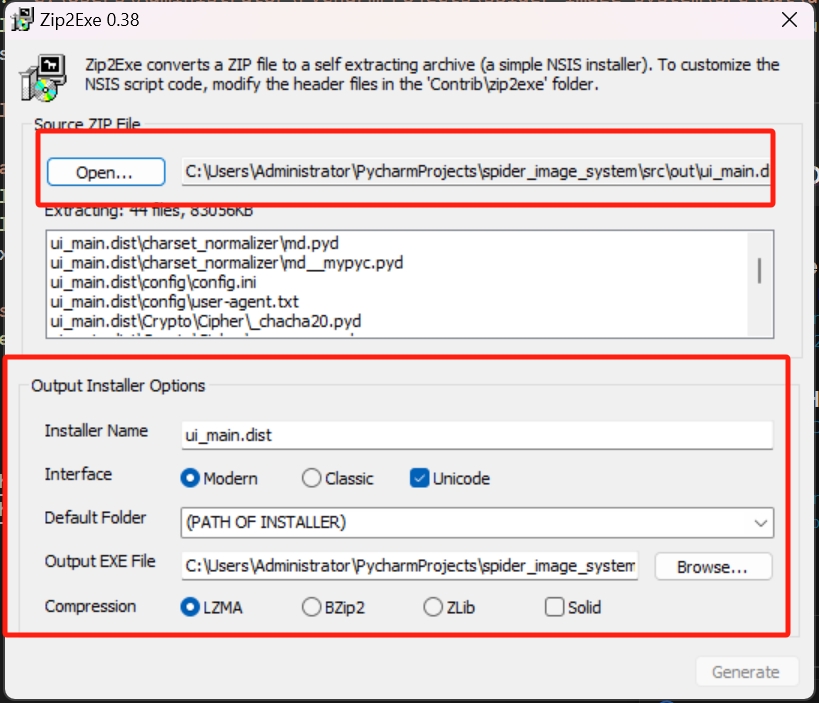 Zip2Exe 0.38
Zip2Exe converts a ZIP file to a self extracting archive (a simple NSIS installer). To customize the
NSIS script code, modify the header files in the 'Contrib\zip2exe' folder.
Source ZIP File
Open... C:\Users\Administrator\PycharmProjects\spider_image_system\src\out\ui_main.d
Extracting: 44 files, 83056KB
ui_main.dist\charset_normalizer\md.pyd
ui_main.dist\charset_normalizer\md__mypyc.pyd
ui_main.dist\config\config.ini
ui_main.dist\config\user-agent.txt
ui_main.dist\Crypto\Cipher\_chacha20.pyd
Output Installer Options
Installer Name ui_main.dist
Interface Modern Classic Unicode
Default Folder (PATH OF INSTALLER)
Output EXE File C:\Users\Administrator\PycharmProjects\spider_image_system Browse...
Compression LZMA BZip2 ZLib Solid
Generate